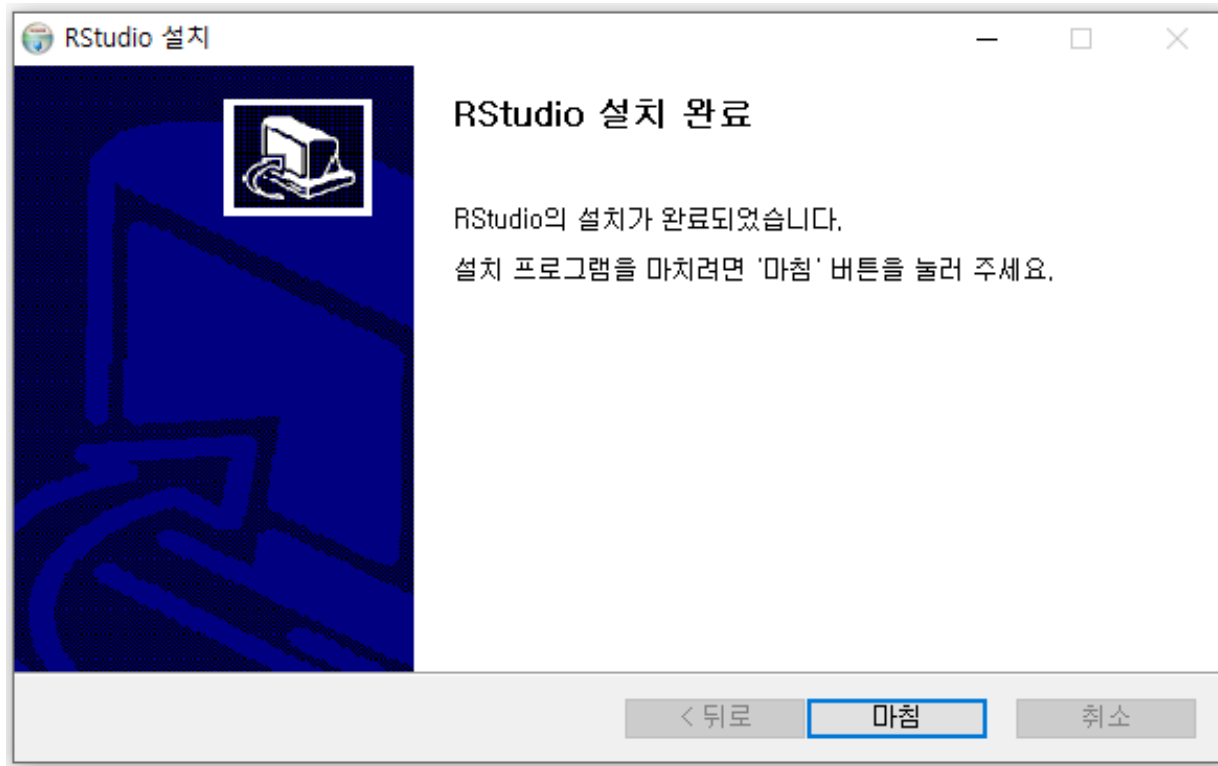 RStudio 설치
RStudio 설치 완료
RStudio의 설치가 완료되었습니다.
설치 프로그램을 마치려면 '마침' 버튼을 눌러 주세요.
< 뒤로
마침
취소